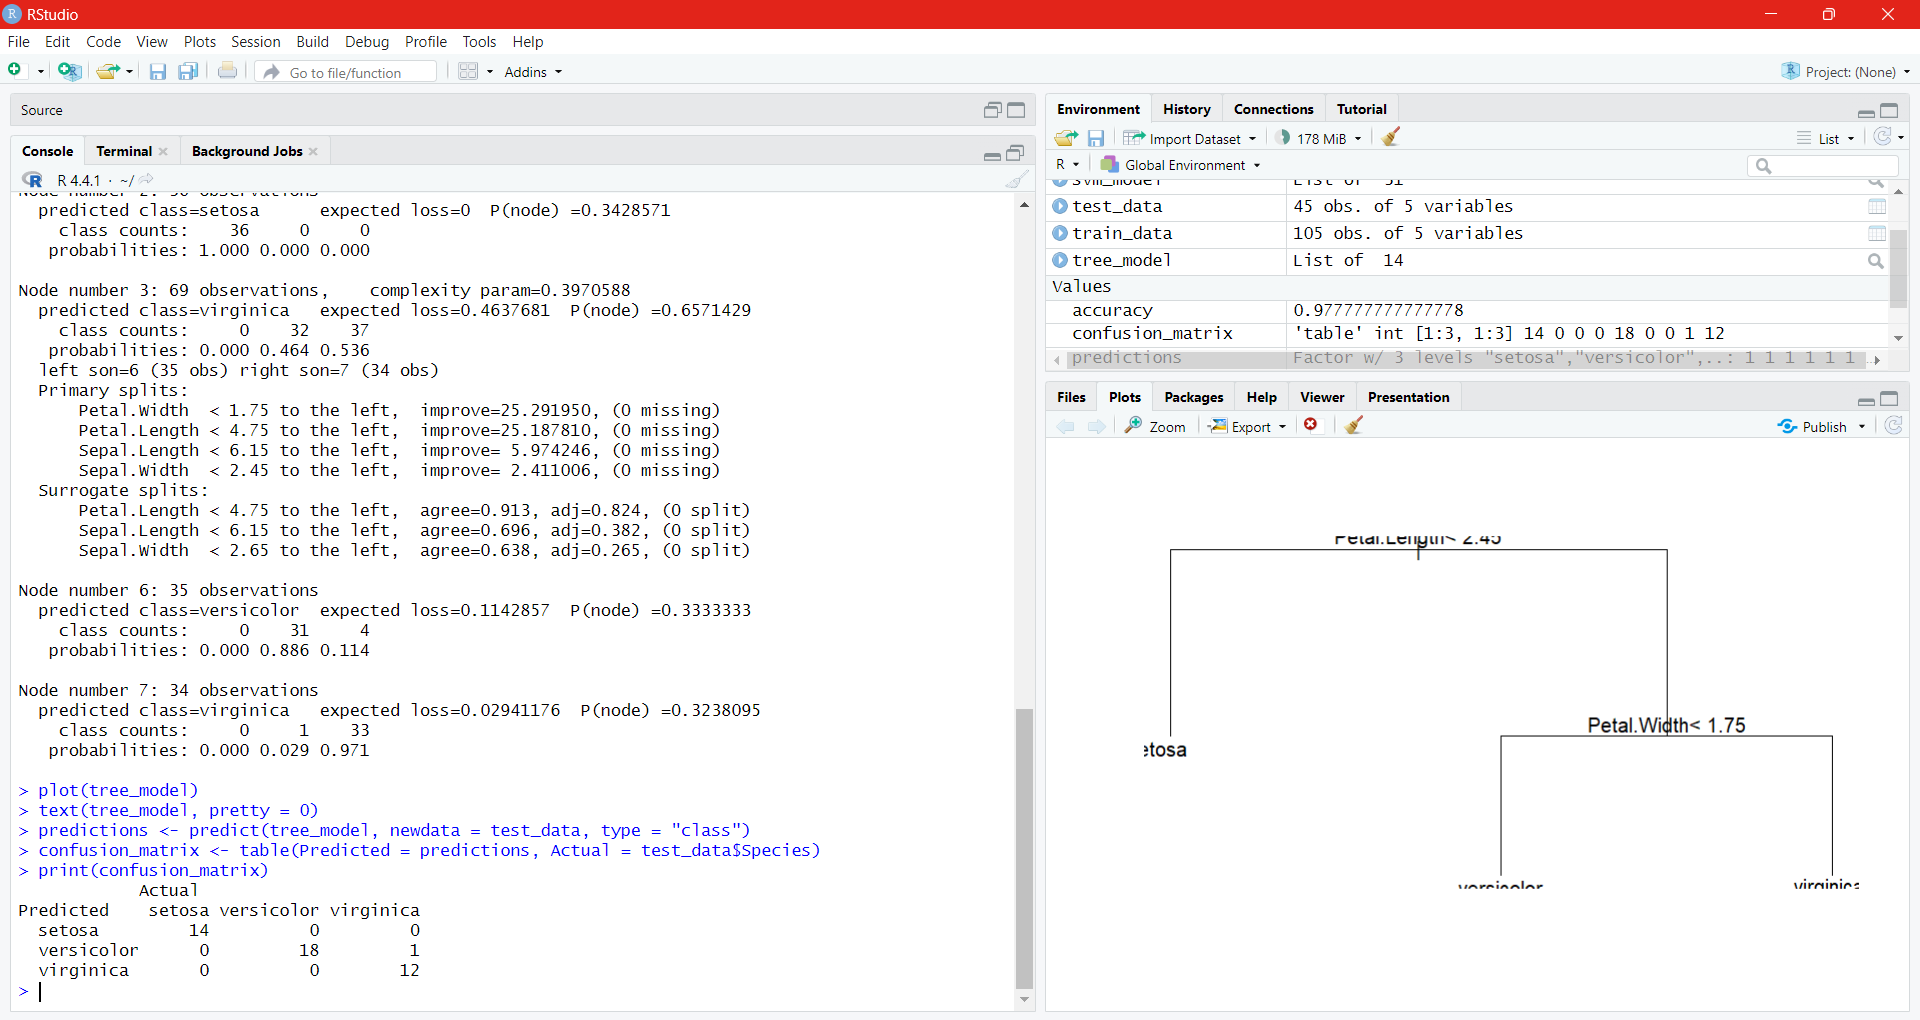 RStudio
File Edit Code View Plots Session Build Debug Profile Tools Help
Go to file/function Addins Project: (None)
Source
Console Terminal Background Jobs
R 4.4.1 · ~/
Node number 2: 36 observations
  predicted class=setosa      expected loss=0  P(node) =0.3428571
    class counts:    36     0     0
   probabilities: 1.000 0.000 0.000
Node number 3: 69 observations,    complexity param=0.3970588
  predicted class=virginica   expected loss=0.4637681  P(node) =0.6571429
    class counts:     0    32    37
   probabilities: 0.000 0.464 0.536
  left son=6 (35 obs) right son=7 (34 obs)
  Primary splits:
      Petal.Width  < 1.75 to the left,  improve=25.291950, (0 missing)
      Petal.Length < 4.75 to the left,  improve=25.187810, (0 missing)
      Sepal.Length < 6.15 to the left,  improve= 5.974246, (0 missing)
      Sepal.Width  < 2.45 to the left,  improve= 2.411006, (0 missing)
  Surrogate splits:
      Petal.Length < 4.75 to the left,  agree=0.913, adj=0.824, (0 split)
      Sepal.Length < 6.15 to the left,  agree=0.696, adj=0.382, (0 split)
      Sepal.Width  < 2.65 to the left,  agree=0.638, adj=0.265, (0 split)
Node number 6: 35 observations
  predicted class=versicolor  expected loss=0.1142857  P(node) =0.3333333
    class counts:     0    31     4
   probabilities: 0.000 0.886 0.114
Node number 7: 34 observations
  predicted class=virginica   expected loss=0.02941176  P(node) =0.3238095
    class counts:     0     1    33
   probabilities: 0.000 0.029 0.971
> plot(tree_model)
> text(tree_model, pretty = 0)
> predictions <- predict(tree_model, newdata = test_data, type = "class")
> confusion_matrix <- table(Predicted = predictions, Actual = test_data$Species)
> print(confusion_matrix)
            Actual
Predicted    setosa versicolor virginica
  setosa         14          0         0
  versicolor      0         18         1
  virginica       0          0        12
>
Environment History Connections Tutorial
Import Dataset 178 MiB List
R Global Environment
svm_model List of 31
test_data 45 obs. of 5 variables
train_data 105 obs. of 5 variables
tree_model List of 14
Values
accuracy 0.977777777777778
confusion_matrix 'table' int [1:3, 1:3] 14 0 0 0 18 0 0 1 12
predictions Factor w/ 3 levels "setosa","versicolor",..: 1 1 1 1 1 1
Files Plots Packages Help Viewer Presentation
Zoom Export Publish
Petal.Length< 2.45
Petal.Width< 1.75
etosa
versicolor virginica